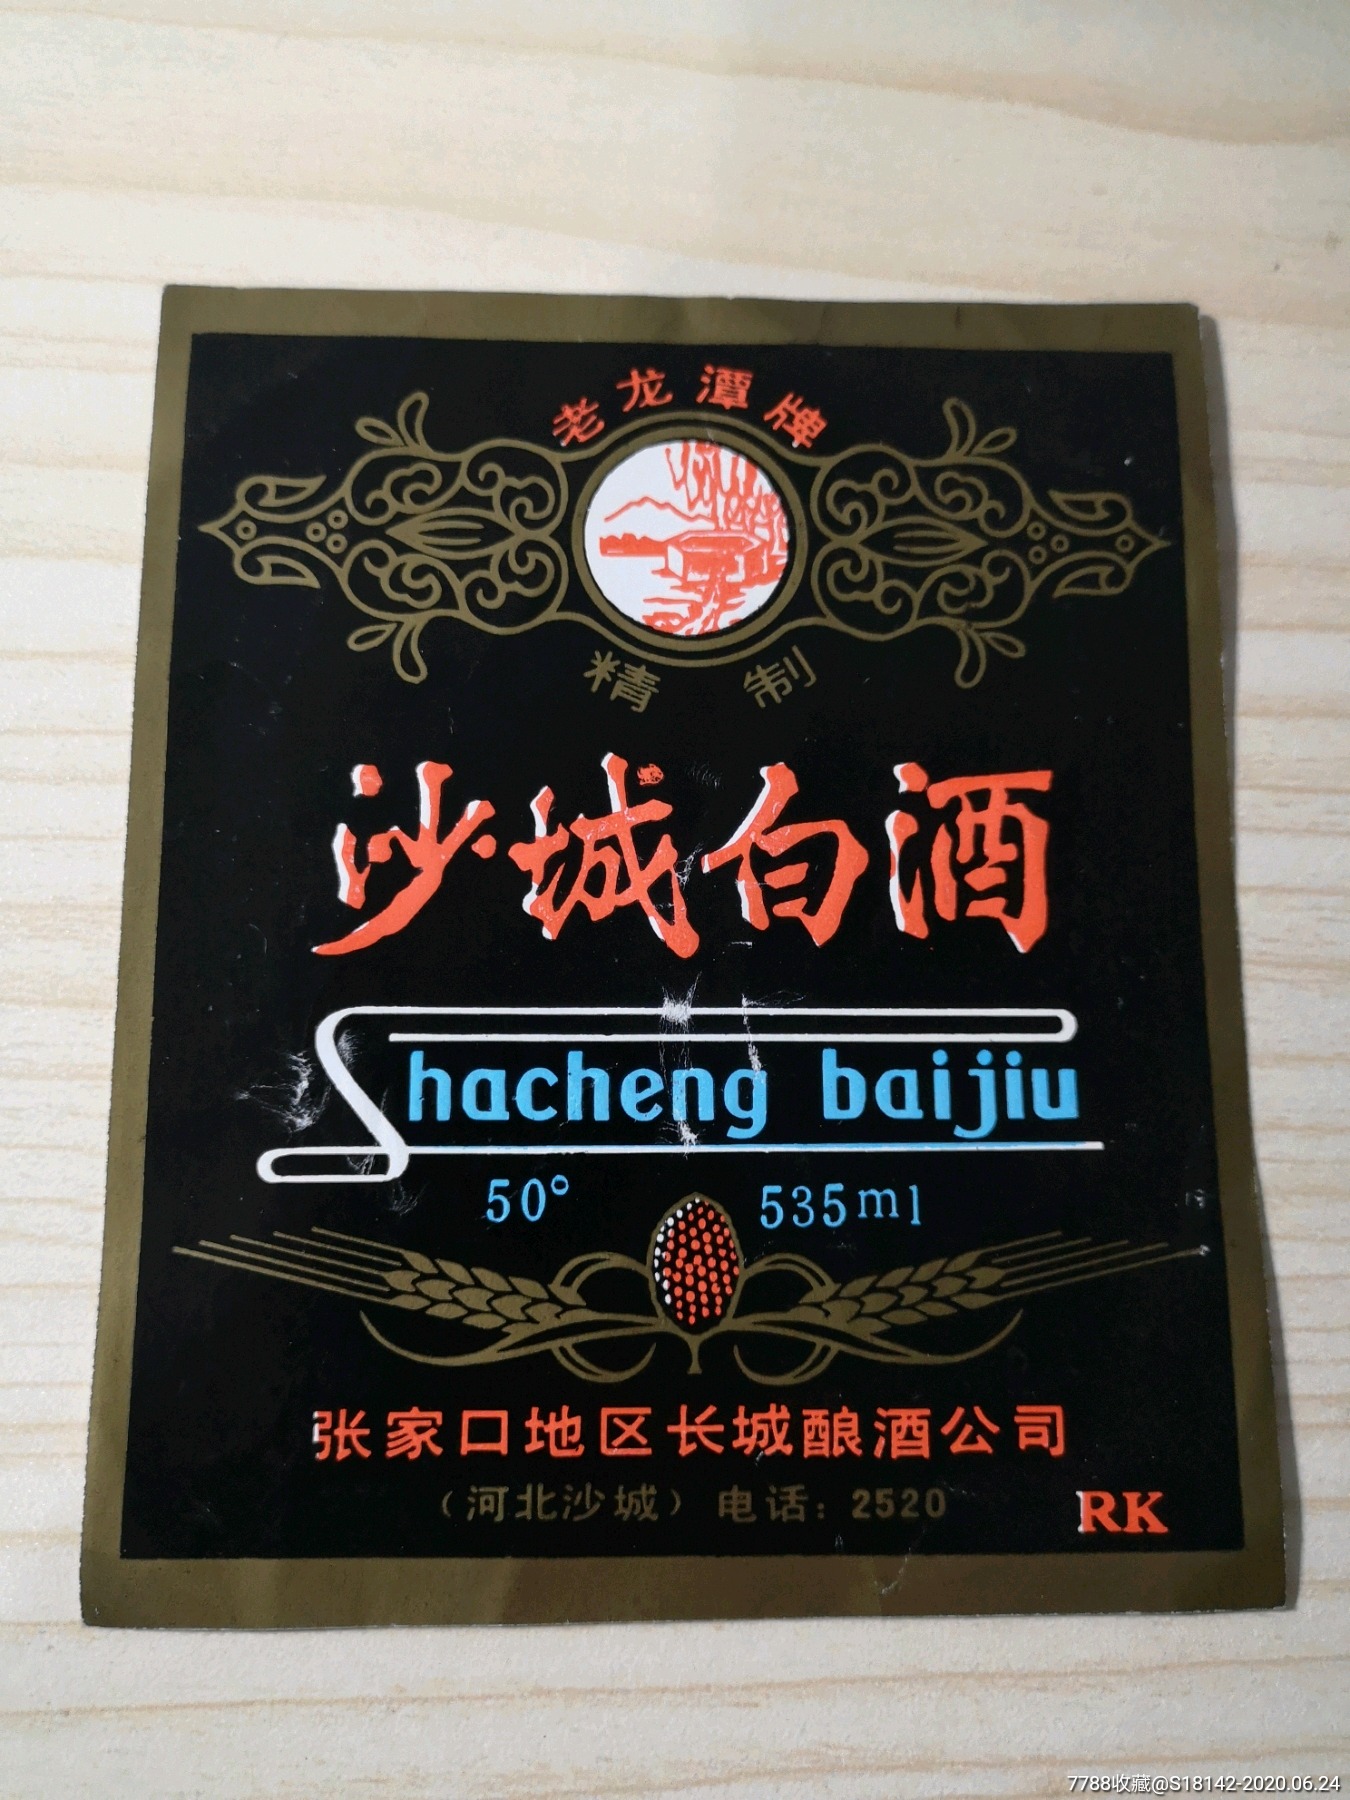 老龙潭牌
精制
沙城白酒
Shacheng baijiu
50° 535ml
张家口地区长城酿酒公司
（河北沙城）电话：2520
RK
7788收藏@S18142-2020.06.24